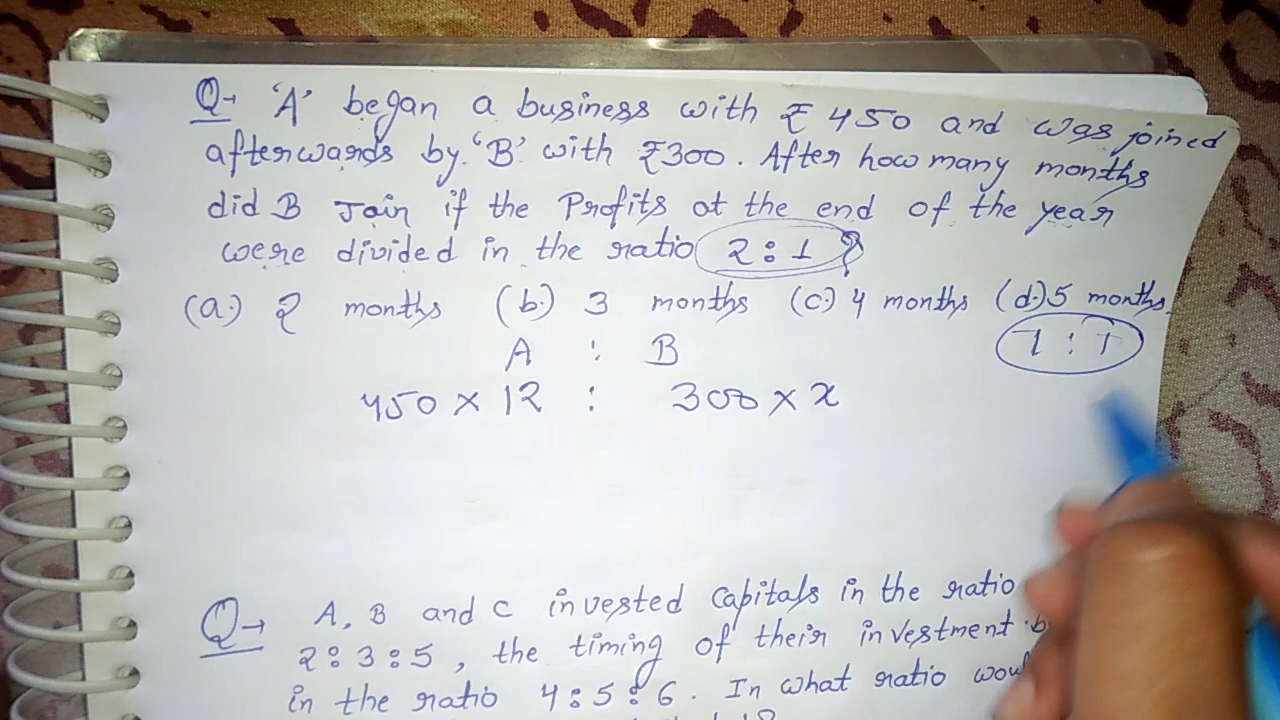 Q→ 'A' began a business with ₹ 450 and was joined
afterwards by 'B' with ₹300. After how many months
did B Join if the Profits at the end of the year
were divided in the ratio 2:1?
(a.) 2 months (b.) 3 months (c.) 4 months (d.) 5 months.
A : B
1 : 1
450 × 12 : 300 × x
Q→ A, B and C invested Capitals in the ratio
2:3:5, the timing of their investment
in the ratio 4:5:6. In what ratio